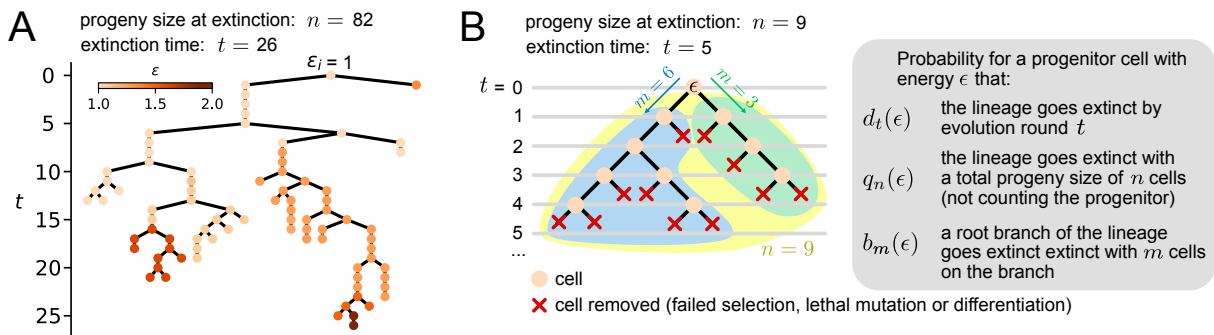 A
progeny size at extinction: n = 82
extinction time: t = 26
ε_i = 1
ε
1.0 1.5 2.0
t
0
5
10
15
20
25
B
progeny size at extinction: n = 9
extinction time: t = 5
t = 0
1
2
3
4
5
...
ϵ
m = 6
m = 3
n = 9
cell
cell removed (failed selection, lethal mutation or differentiation)
Probability for a progenitor cell with
energy ϵ that:
d_t(ϵ) the lineage goes extinct by
evolution round t
q_n(ϵ) the lineage goes extinct with
a total progeny size of n cells
(not counting the progenitor)
b_m(ϵ) a root branch of the lineage
goes extinct extinct with m cells
on the branch